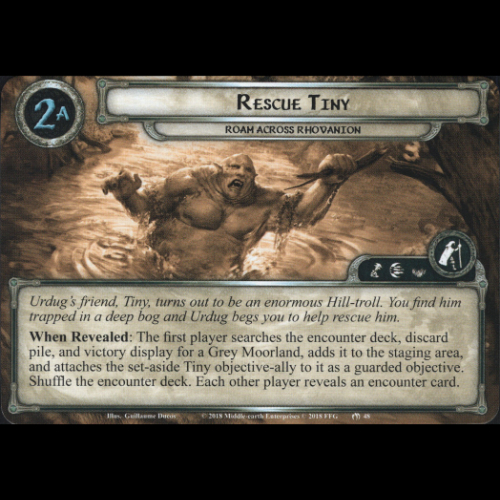 2A
RESCUE TINY
ROAM ACROSS RHOVANION
Urdug's friend, Tiny, turns out to be an enormous Hill-troll. You find him
trapped in a deep bog and Urdug begs you to help rescue him.
When Revealed: The first player searches the encounter deck, discard
pile, and victory display for a Grey Moorland, adds it to the staging area,
and attaches the set-aside Tiny objective-ally to it as a guarded objective.
Shuffle the encounter deck. Each other player reveals an encounter card.
Illus. Guillaume Ducos © 2018 Middle-earth Enterprises © 2018 FFG 48